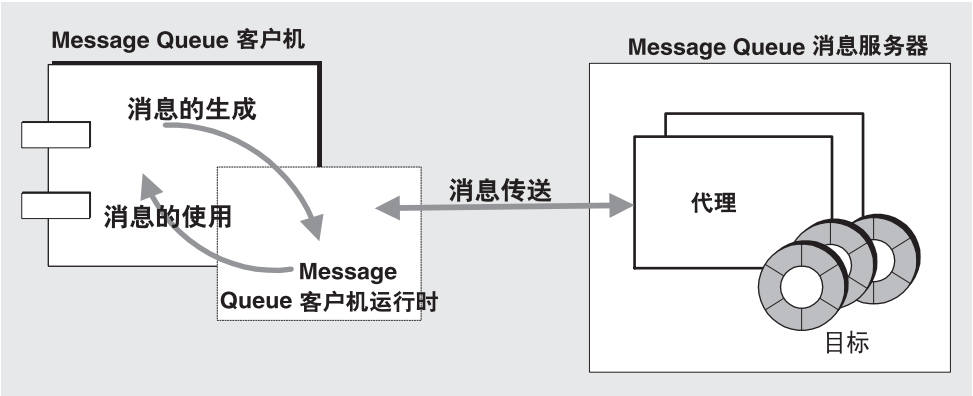 Message Queue 客户机
Message Queue 消息服务器
消息的生成
消息传送
代理
消息的使用
Message
Queue 客户机运行时
目标